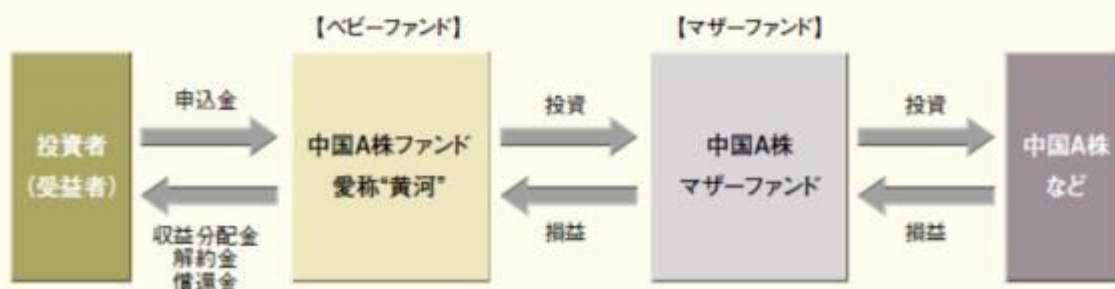 【ベビーファンド】
【マザーファンド】
投資者
(受益者)
申込金
収益分配金
解約金
償還金
中国A株ファンド
愛称“黄河”
投資
損益
中国A株
マザーファンド
投資
損益
中国A株
など